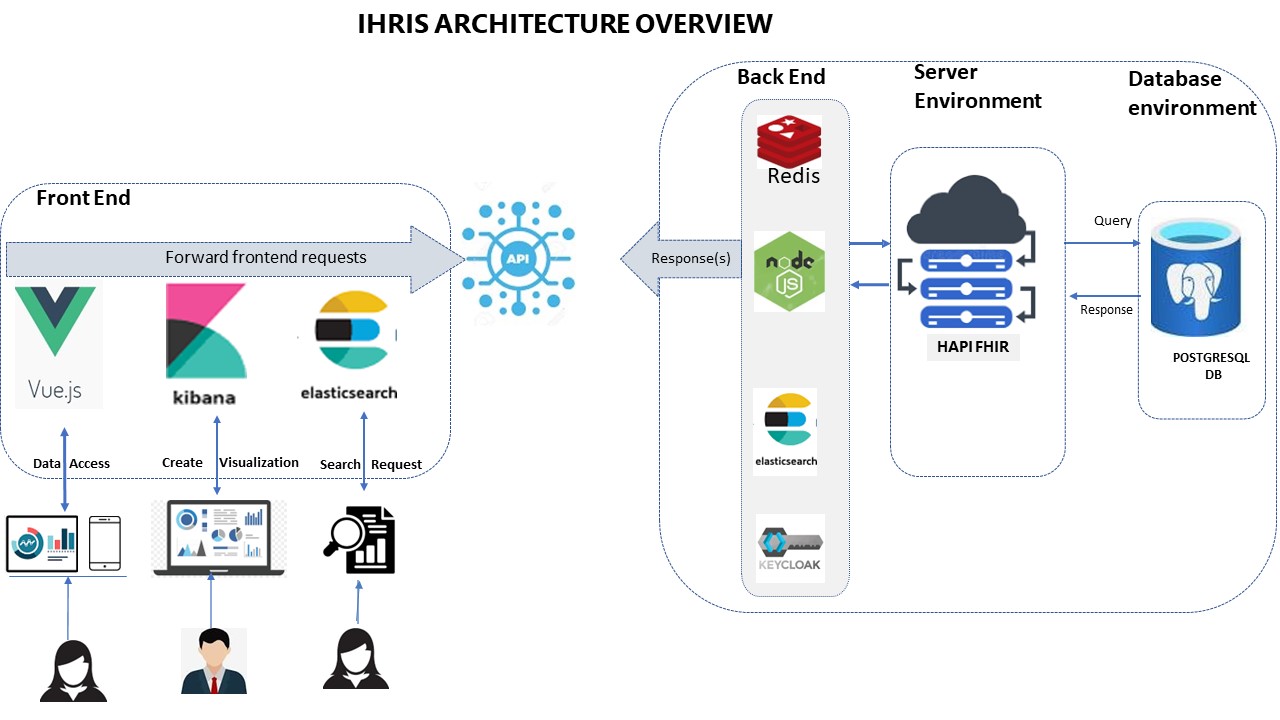 IHRIS ARCHITECTURE OVERVIEW
Front End
Forward frontend requests
Vue.js
kibana
elasticsearch
Data Access
Create Visualization
Search Request
API
Response(s)
Back End
Redis
node
JS
elasticsearch
KEYCLOAK
Server
Environment
HAPI FHIR
Database
environment
Query
Response
POSTGRESQL
DB